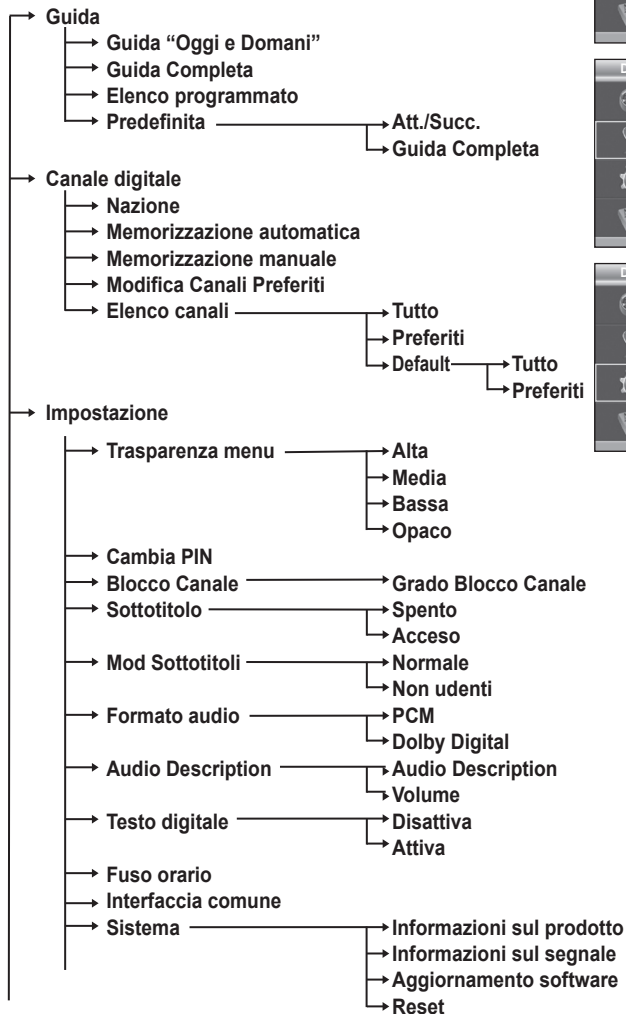 Guida
Guida “Oggi e Domani”
Guida Completa
Elenco programmato
Predefinita
Att./Succ.
Guida Completa
Canale digitale
Nazione
Memorizzazione automatica
Memorizzazione manuale
Modifica Canali Preferiti
Elenco canali
Tutto
Preferiti
Default
Tutto
Preferiti
Impostazione
Trasparenza menu
Alta
Media
Bassa
Opaco
Cambia PIN
Blocco Canale
Grado Blocco Canale
Sottotitolo
Spento
Acceso
Mod Sottotitoli
Normale
Non udenti
Formato audio
PCM
Dolby Digital
Audio Description
Audio Description
Volume
Testo digitale
Disattiva
Attiva
Fuso orario
Interfaccia comune
Sistema
Informazioni sul prodotto
Informazioni sul segnale
Aggiornamento software
Reset